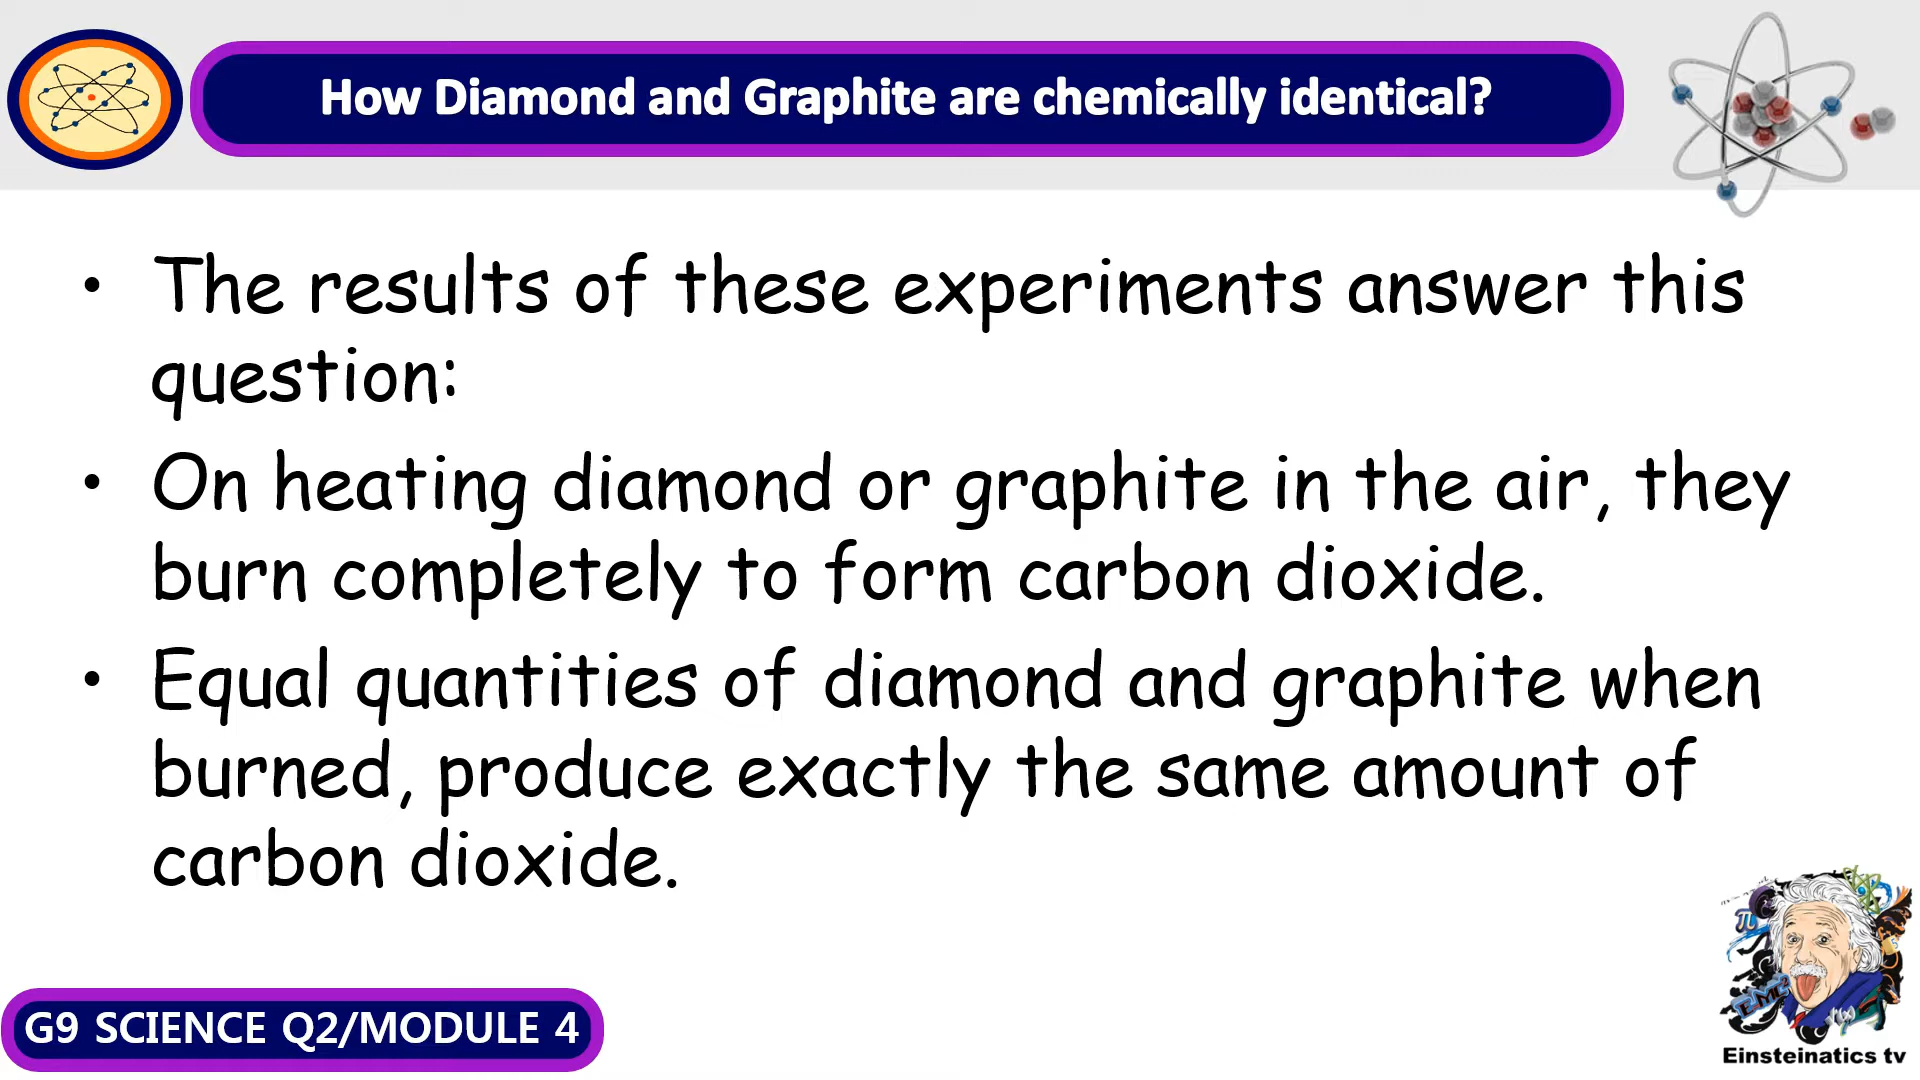 How Diamond and Graphite are chemically identical?
• The results of these experiments answer this
question:
• On heating diamond or graphite in the air, they
burn completely to form carbon dioxide.
• Equal quantities of diamond and graphite when
burned, produce exactly the same amount of
carbon dioxide.
π
E=MC²
Einsteinatics tv
G9 SCIENCE Q2/MODULE 4